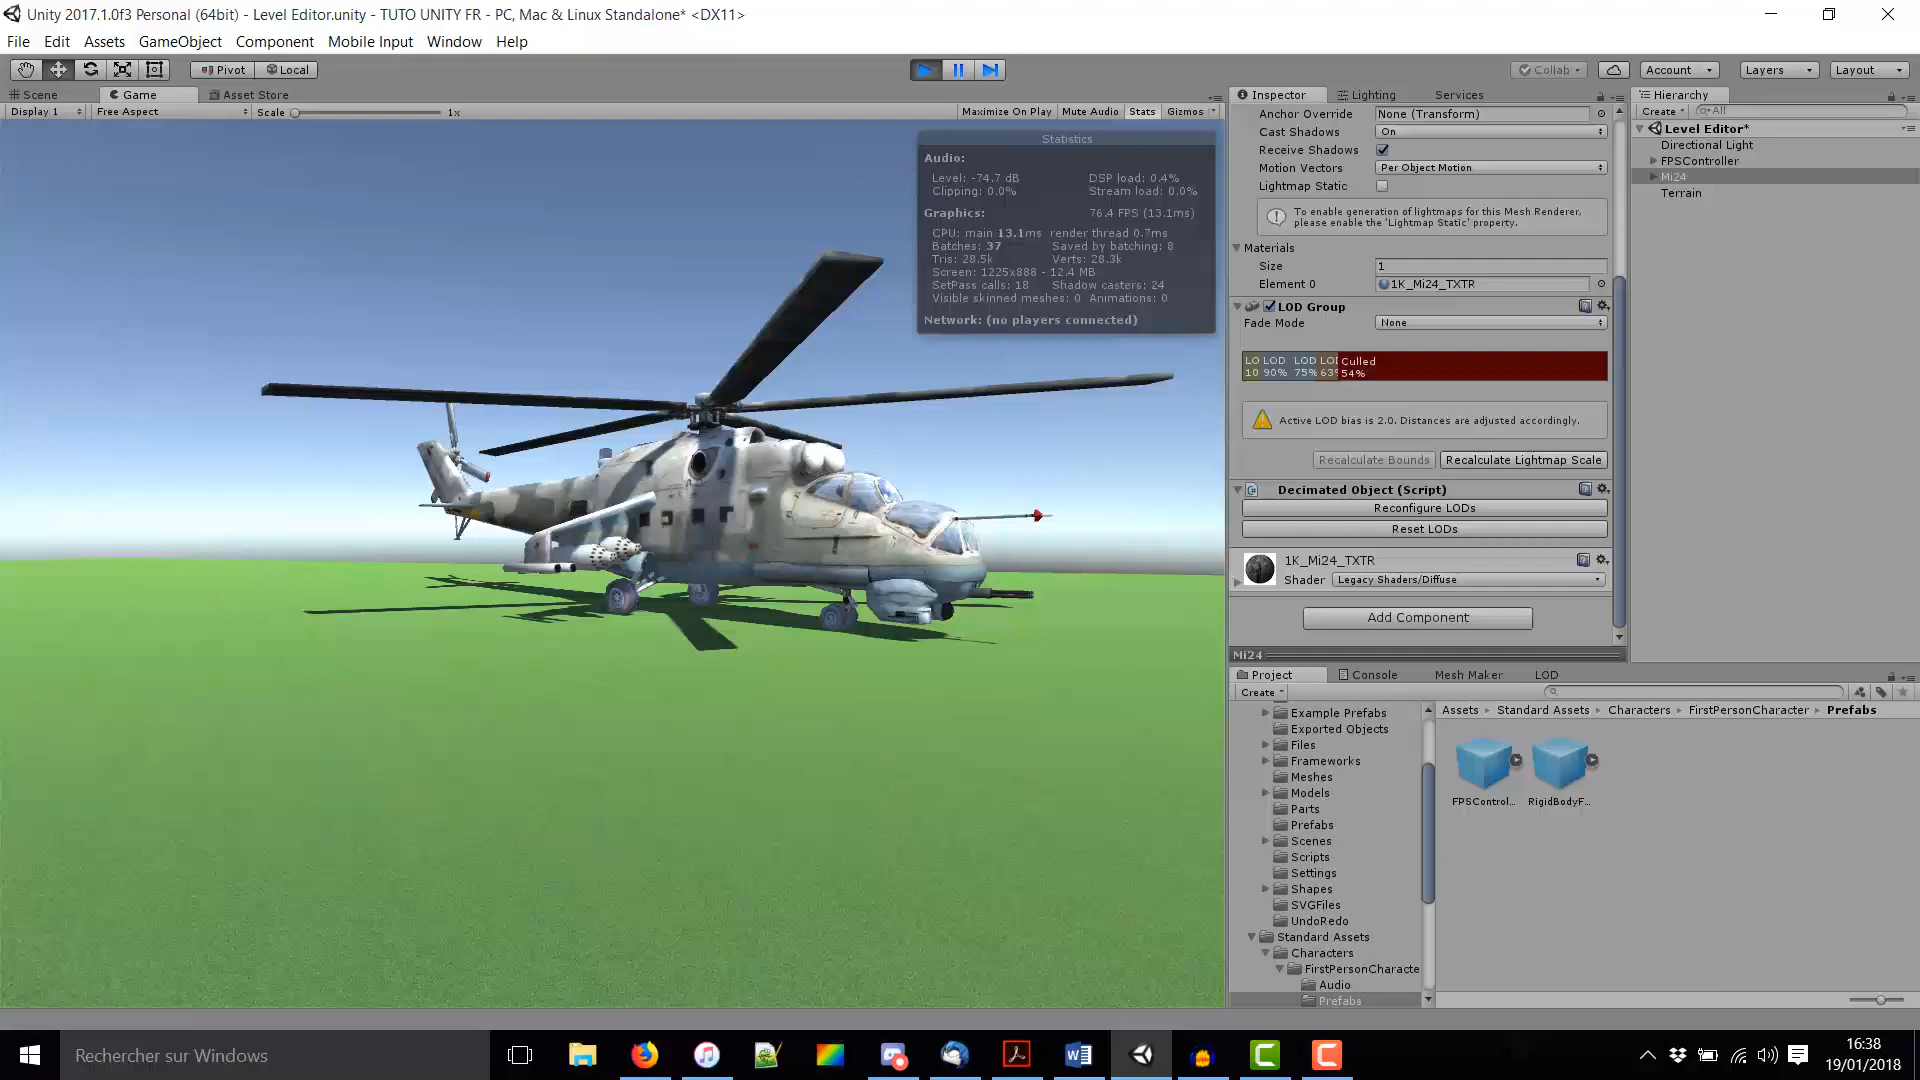 Unity 2017.1.0f3 Personal (64bit) - Level Editor.unity - TUTO UNITY FR - PC, Mac & Linux Standalone* <DX11>
File Edit Assets GameObject Component Mobile Input Window Help
Pivot Local Collab Account Layers Layout
Scene Game Asset Store
Display 1 Free Aspect Scale 1x Maximize On Play Mute Audio Stats Gizmos
Statistics
Audio:
Level: -74.7 dB DSP load: 0.4%
Clipping: 0.0% Stream load: 0.0%
Graphics: 76.4 FPS (13.1ms)
CPU: main 13.1ms render thread 0.7ms
Batches: 37 Saved by batching: 8
Tris: 28.5k Verts: 28.3k
Screen: 1225x888 - 12.4 MB
SetPass calls: 18 Shadow casters: 24
Visible skinned meshes: 0 Animations: 0
Network: (no players connected)
Inspector Lighting Services
Anchor Override None (Transform)
Cast Shadows On
Receive Shadows
Motion Vectors Per Object Motion
Lightmap Static
To enable generation of lightmaps for this Mesh Renderer,
please enable the 'Lightmap Static' property.
Materials
Size 1
Element 0 1K_Mi24_TXTR
LOD Group
Fade Mode None
LO LOD LOD LOD Culled
10 90% 75% 63% 54%
Active LOD bias is 2.0. Distances are adjusted accordingly.
Recalculate Bounds Recalculate Lightmap Scale
Decimated Object (Script)
Reconfigure LODs
Reset LODs
1K_Mi24_TXTR
Shader Legacy Shaders/Diffuse
Add Component
Mi24
Hierarchy
Create All
Level Editor*
Directional Light
FPSController
Mi24
Terrain
Project Console Mesh Maker LOD
Create
Example Prefabs
Exported Objects
Files
Frameworks
Meshes
Models
Parts
Prefabs
Scenes
Scripts
Settings
Shapes
SVGFiles
UndoRedo
Standard Assets
Characters
FirstPersonCharacte
Audio
Prefabs
Assets Standard Assets Characters FirstPersonCharacter Prefabs
FPSControl... RigidBodyF...
Rechercher sur Windows
16:38
19/01/2018